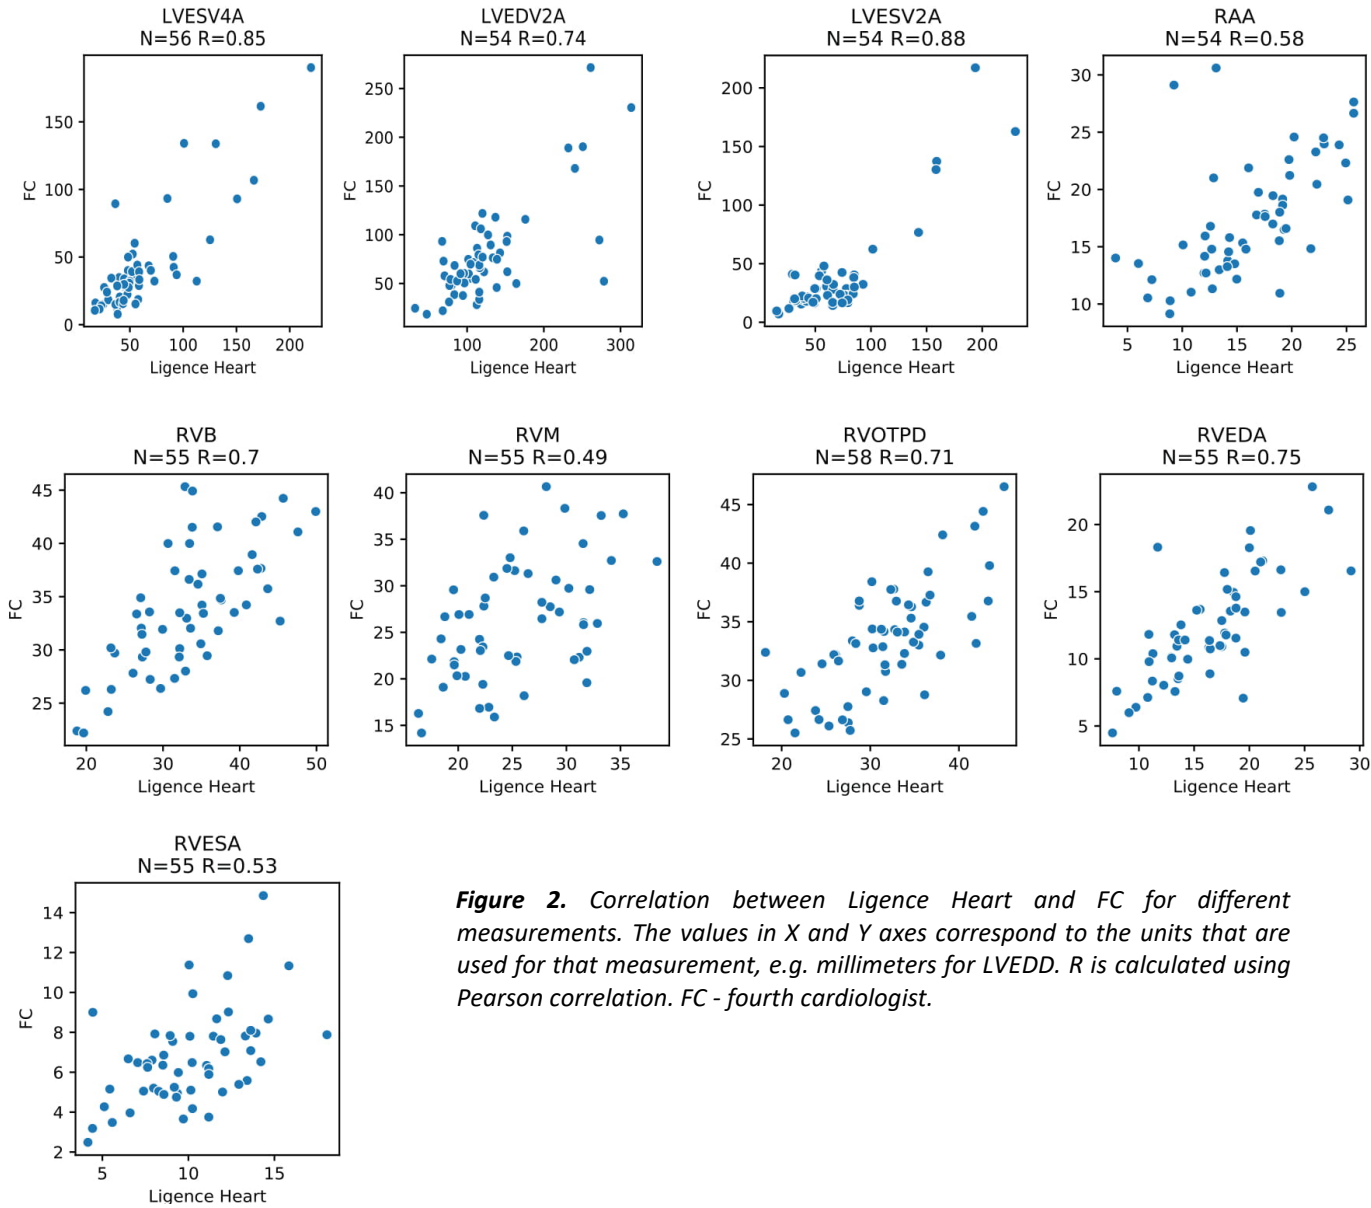 LVESV4A
N=56 R=0.85
LVEDV2A
N=54 R=0.74
LVESV2A
N=54 R=0.88
RAA
N=54 R=0.58
FC
150
100
50
0
50 100 150 200
Ligence Heart
FC
250
200
150
100
50
100 200 300
Ligence Heart
FC
200
150
100
50
0
50 100 150 200
Ligence Heart
FC
30
25
20
15
10
5 10 15 20 25
Ligence Heart
RVB
N=55 R=0.7
RVM
N=55 R=0.49
RVOTPD
N=58 R=0.71
RVEDA
N=55 R=0.75
FC
45
40
35
30
25
20 30 40 50
Ligence Heart
FC
40
35
30
25
20
15
20 25 30 35
Ligence Heart
FC
45
40
35
30
25
20 30 40
Ligence Heart
FC
20
15
10
5
10 15 20 25 30
Ligence Heart
RVESA
N=55 R=0.53
FC
14
12
10
8
6
4
2
5 10 15
Ligence Heart
Figure 2. Correlation between Ligence Heart and FC for different
measurements. The values in X and Y axes correspond to the units that are
used for that measurement, e.g. millimeters for LVEDD. R is calculated using
Pearson correlation. FC - fourth cardiologist.